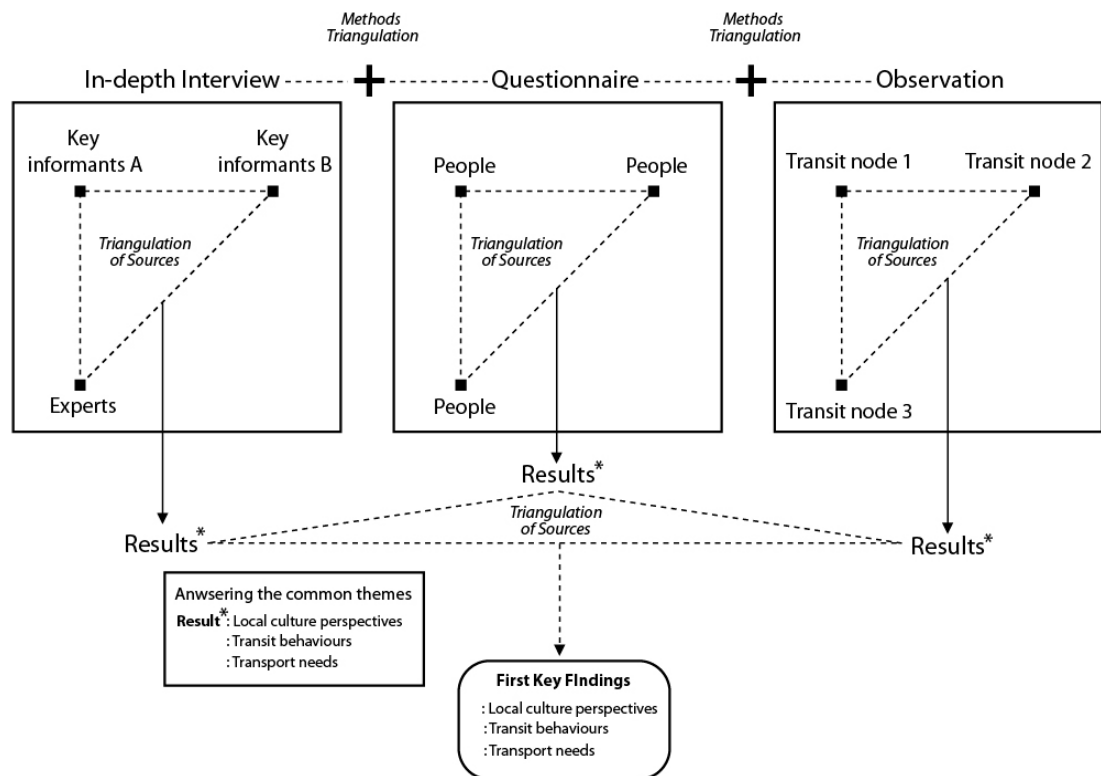 Methods
Triangulation
Methods
Triangulation
In-depth Interview
Questionnaire
Observation
Key
informants A
Key
informants B
Triangulation
of Sources
Experts
People
People
Triangulation
of Sources
People
Transit node 1
Transit node 2
Triangulation
of Sources
Transit node 3
Results*
Triangulation
of Sources
Results*
Results*
Anwsering the common themes
Result*: Local culture perspectives
: Transit behaviours
: Transport needs
First Key FIndings
: Local culture perspectives
: Transit behaviours
: Transport needs